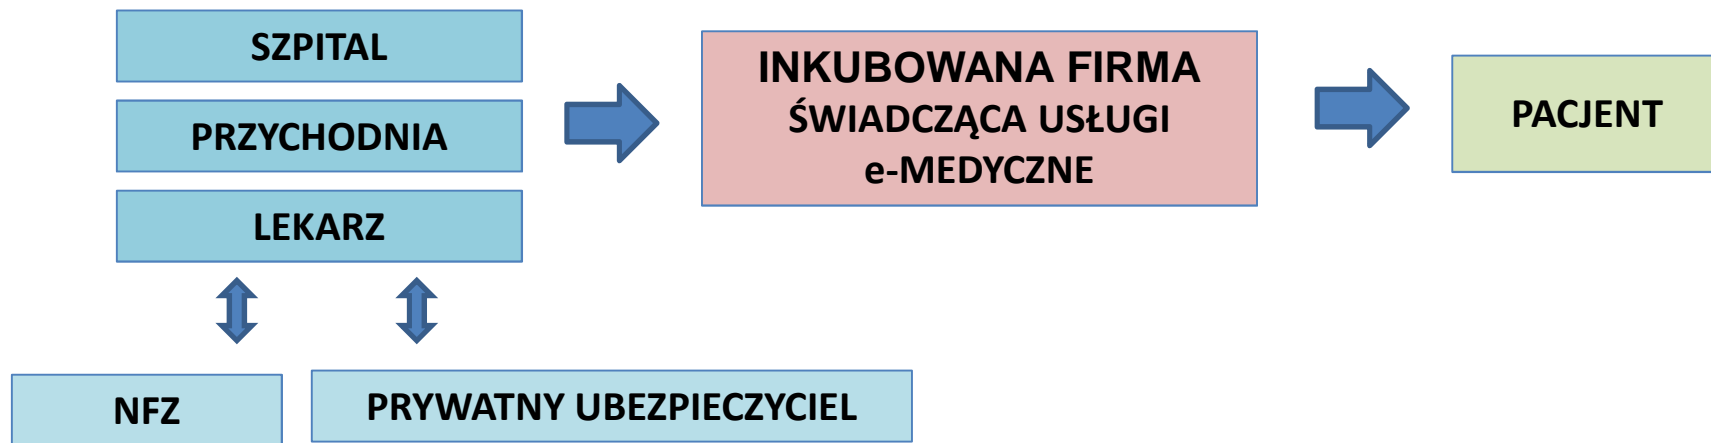 SZPITAL
PRZYCHODNIA
LEKARZ
NFZ
PRYWATNY UBEZPIECZYCIEL
INKUBOWANA FIRMA
ŚWIADCZĄCA USŁUGI
e-MEDYCZNE
PACJENT